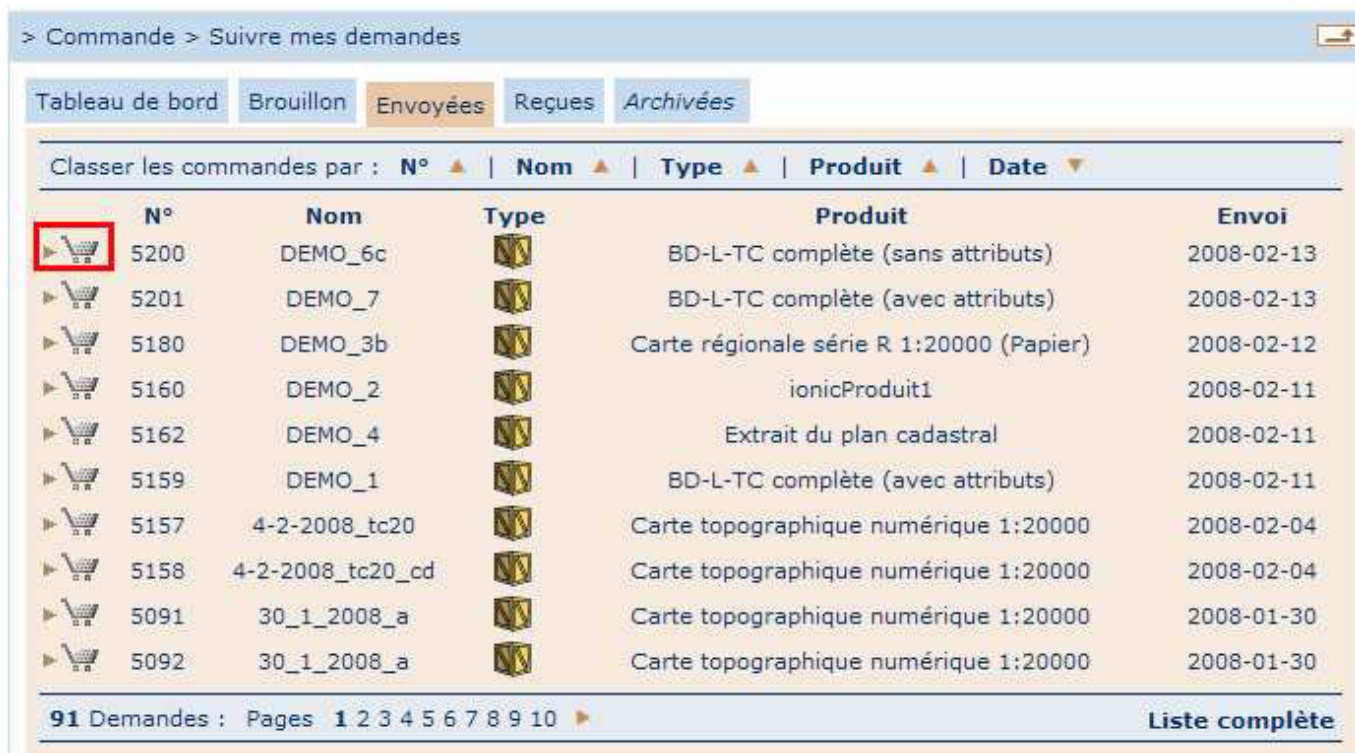 > Commande > Suivre mes demandes
Tableau de bord Brouillon Envoyées Reçues Archivées
Classer les commandes par : N° | Nom | Type | Produit | Date
N° Nom Type Produit Envoi
5200 DEMO_6c BD-L-TC complète (sans attributs) 2008-02-13
5201 DEMO_7 BD-L-TC complète (avec attributs) 2008-02-13
5180 DEMO_3b Carte régionale série R 1:20000 (Papier) 2008-02-12
5160 DEMO_2 ionicProduit1 2008-02-11
5162 DEMO_4 Extrait du plan cadastral 2008-02-11
5159 DEMO_1 BD-L-TC complète (avec attributs) 2008-02-11
5157 4-2-2008_tc20 Carte topographique numérique 1:20000 2008-02-04
5158 4-2-2008_tc20_cd Carte topographique numérique 1:20000 2008-02-04
5091 30_1_2008_a Carte topographique numérique 1:20000 2008-01-30
5092 30_1_2008_a Carte topographique numérique 1:20000 2008-01-30
91 Demandes : Pages 1 2 3 4 5 6 7 8 9 10 Liste complète